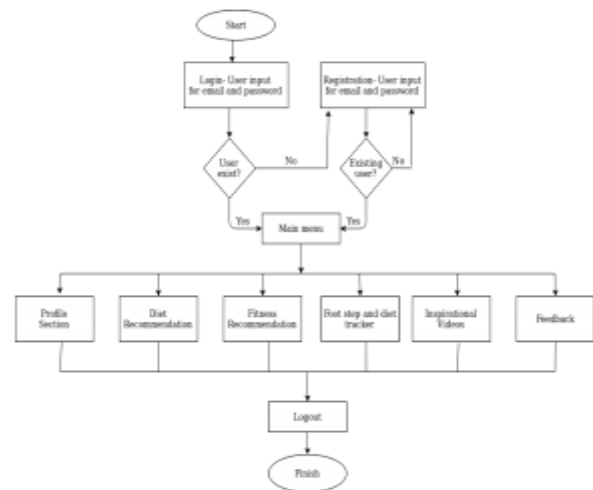 Start
Login- User input
for email and password
Registration- User input
for email and password
User
exist?
No
Existing
user?
No
Yes
Yes
Main menu
Profile
Section
Diet
Recommendation
Fitness
Recommendation
Foot step and diet
tracker
Inspirational
Videos
Feedback
Logout
Finish